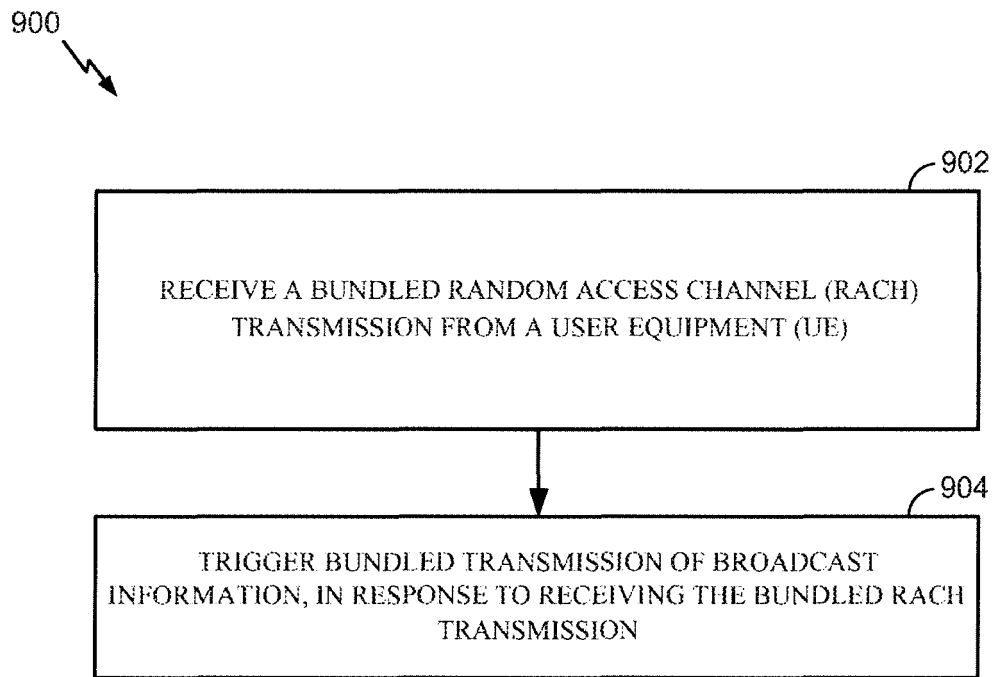 900
902
RECEIVE A BUNDLED RANDOM ACCESS CHANNEL (RACH)
TRANSMISSION FROM A USER EQUIPMENT (UE)
904
TRIGGER BUNDLED TRANSMISSION OF BROADCAST
INFORMATION, IN RESPONSE TO RECEIVING THE BUNDLED RACH
TRANSMISSION